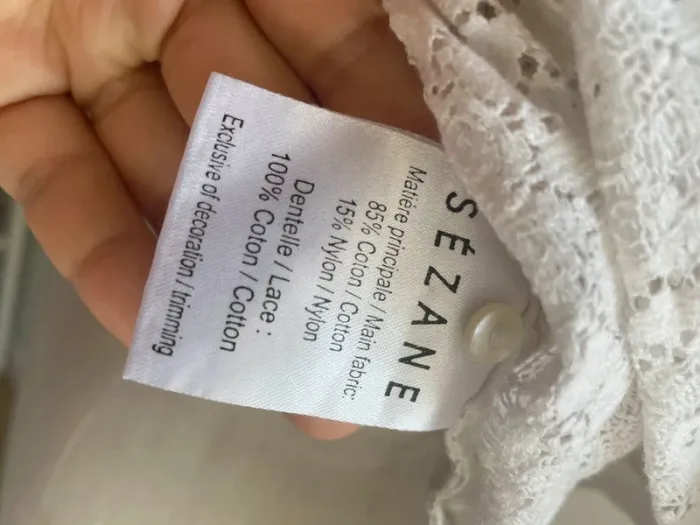 SÉZANE
Matière principale / Main fabric:
85% Coton / Cotton
15% Nylon / Nylon
Dentelle / Lace :
100% Coton / Cotton
Exclusive of decoration / trimming